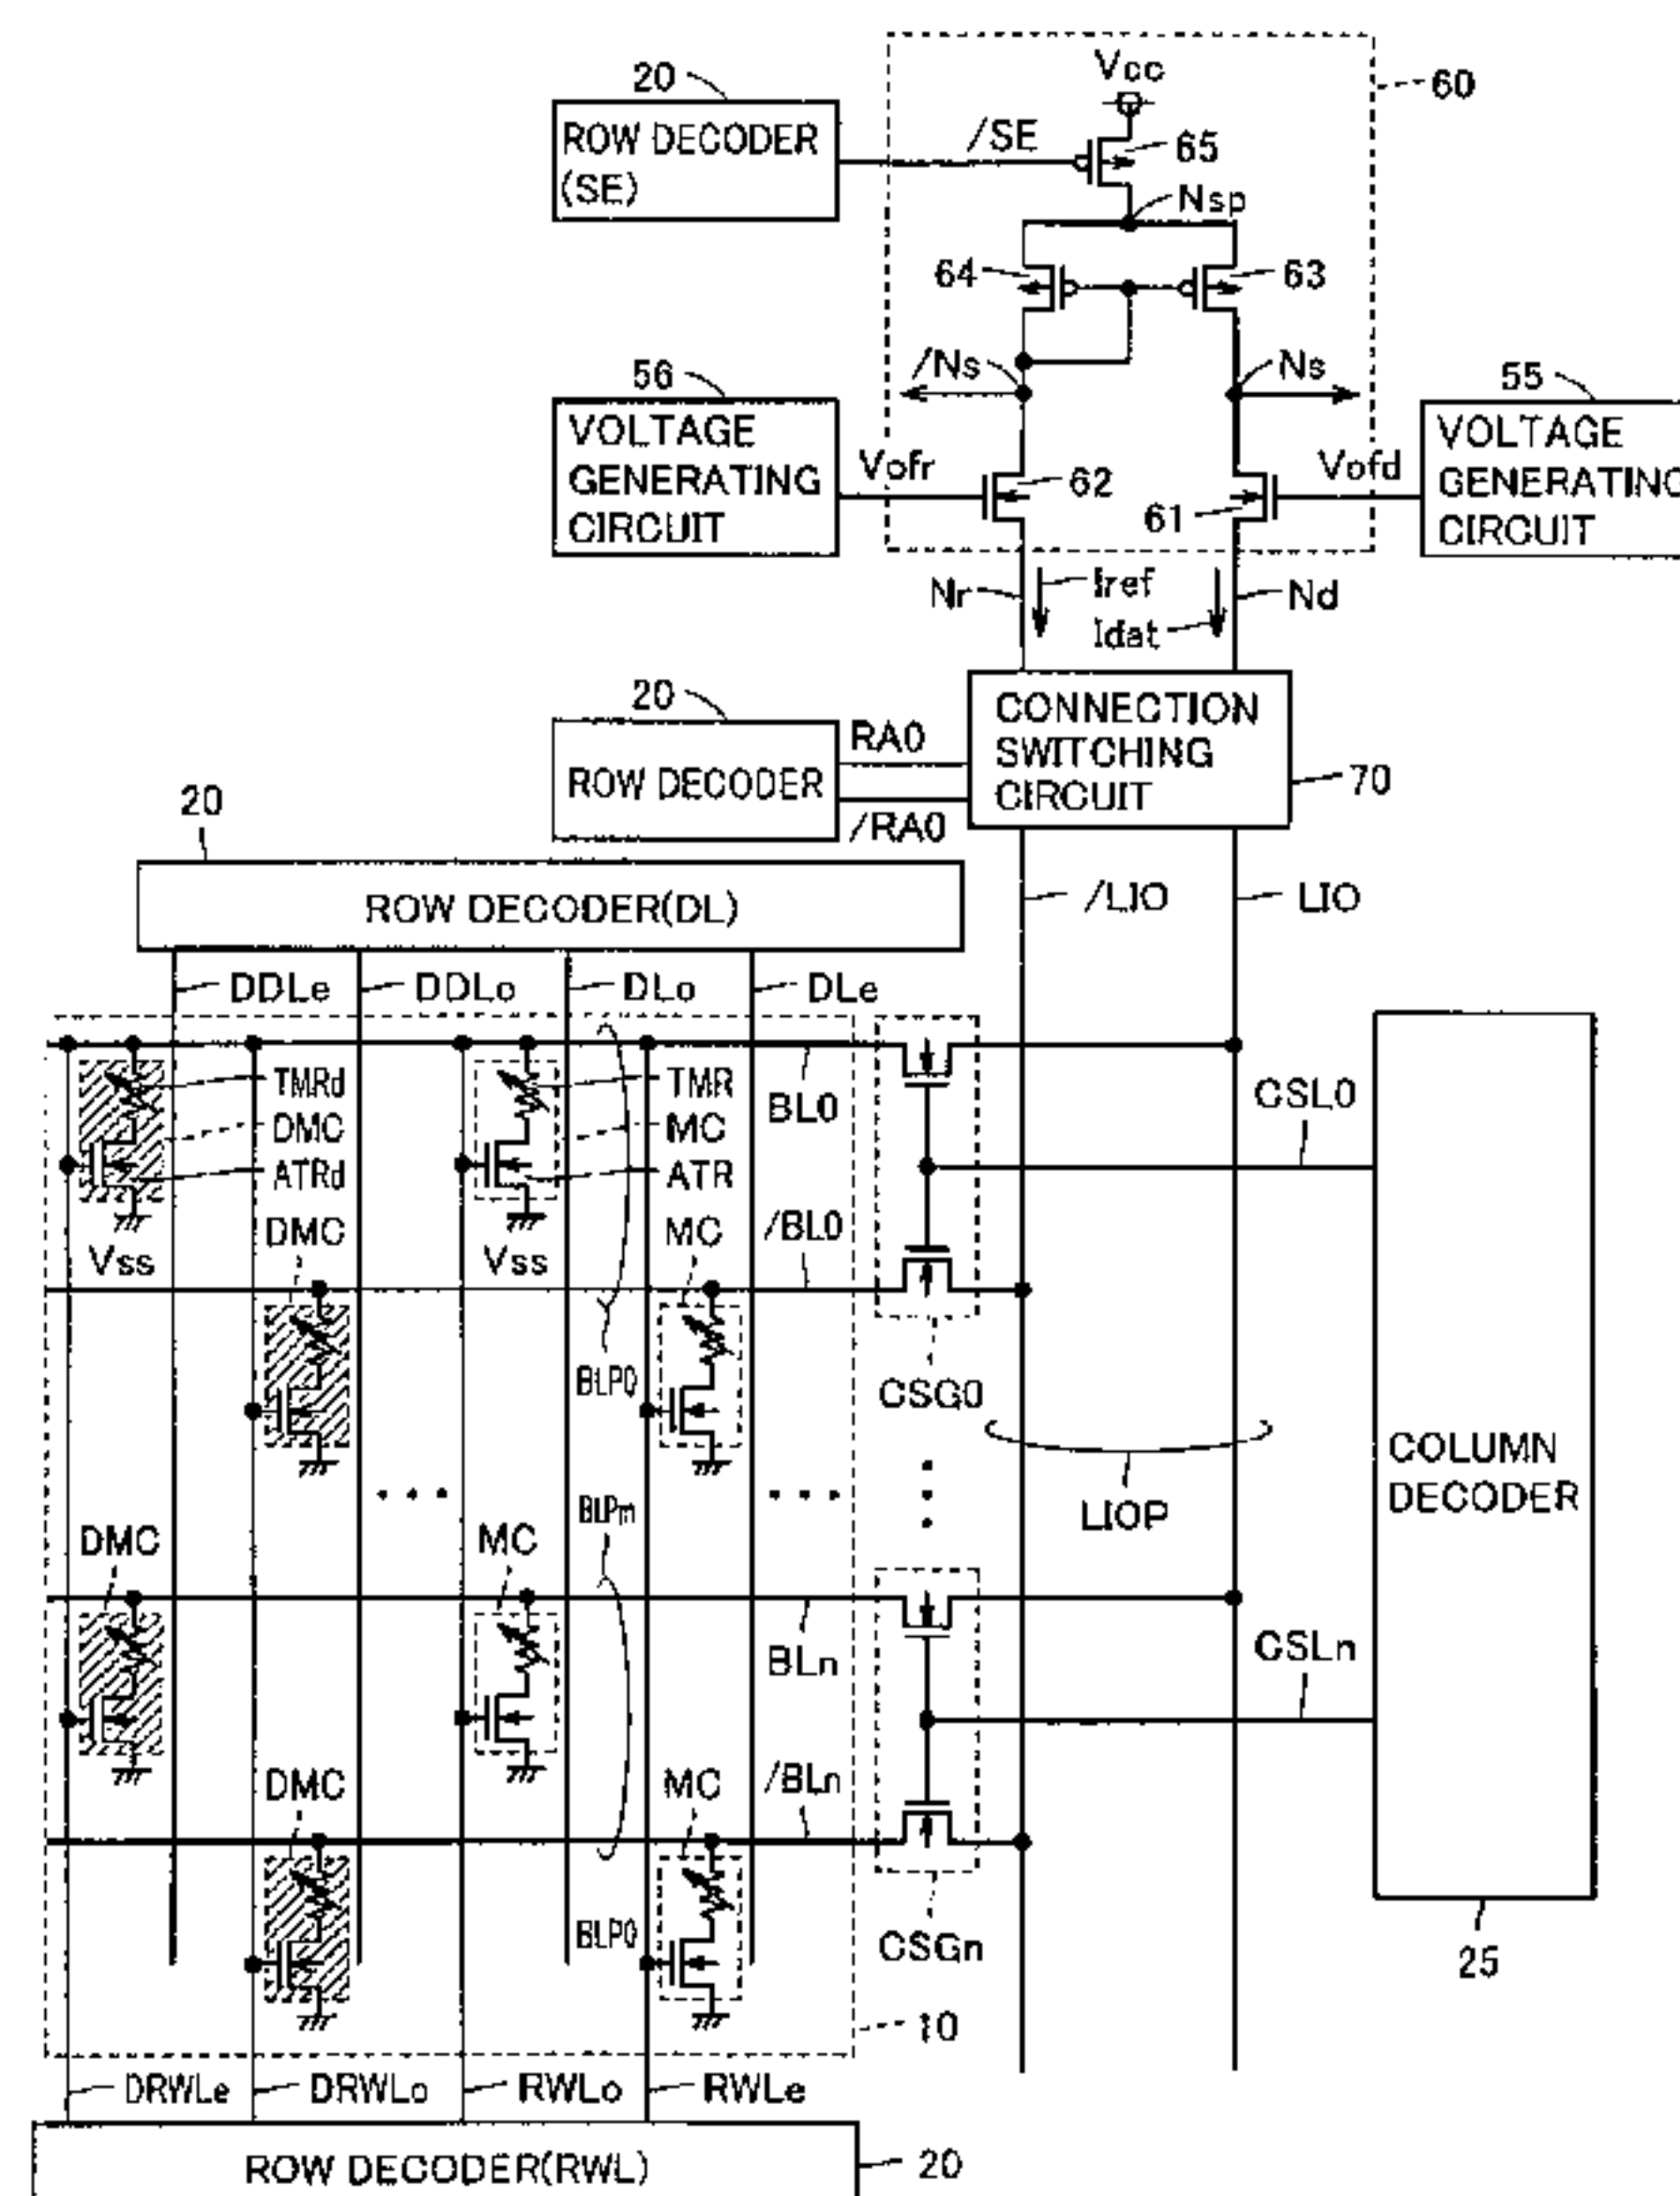 Vcc
20
60
ROW DECODER
(SE)
/SE
65
Nsp
64
63
/Ns
Ns
56
55
VOLTAGE
GENERATING
CIRCUIT
Vofr
62
61
Vofd
VOLTAGE
GENERATING
CIRCUIT
Nr
Iref
Idat
Nd
20
ROW DECODER
RA0
/RA0
CONNECTION
SWITCHING
CIRCUIT
70
20
ROW DECODER(DL)
/LIO
LIO
DDLe
DDLo
DLo
DLe
TMRd
DMC
ATRd
TMR
MC
ATR
BL0
CSL0
Vss
DMC
Vss
MC
/BL0
BLP0
CSG0
COLUMN
DECODER
LIOP
DMC
MC
BLPm
BLn
CSLn
DMC
MC
/BLn
BLP0
CSGn
25
10
DRWLe
DRWLo
RWLo
RWLe
ROW DECODER(RWL)
20